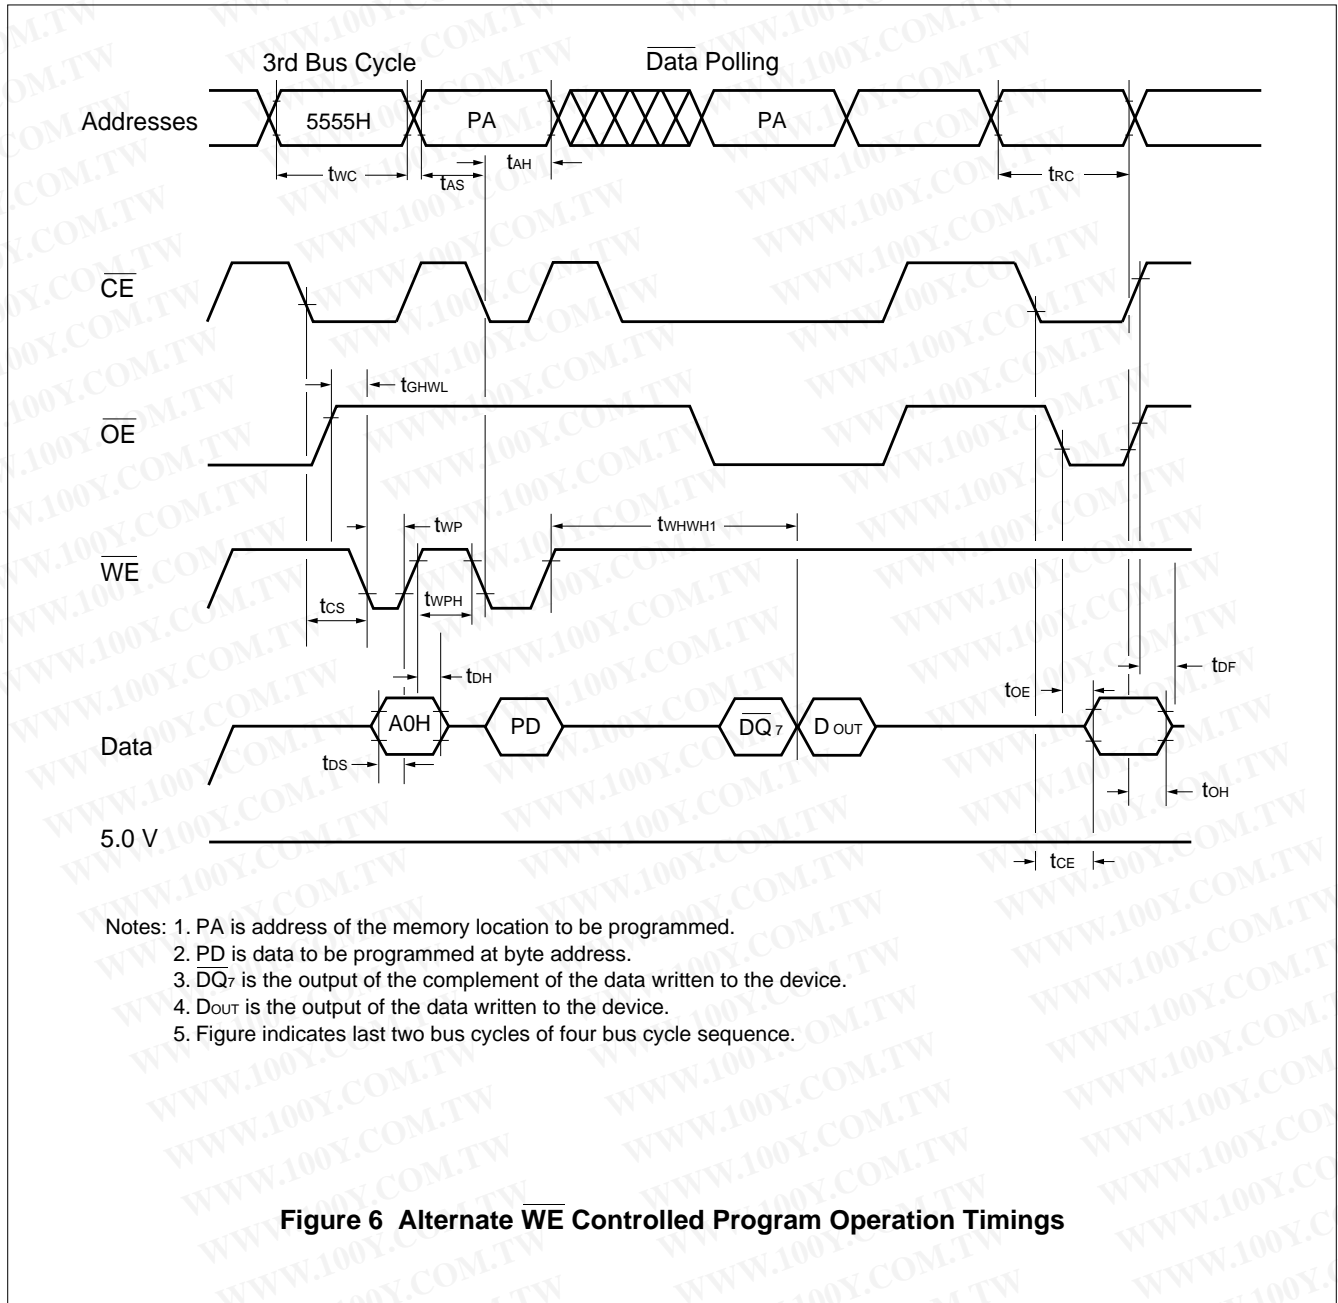 3rd Bus Cycle
Data Polling
Addresses
5555H
PA
PA
tWC
tAS
tAH
tRC
CE
tGHWL
OE
tWP
tWHWH1
WE
tCS
tWPH
tDH
tOE
tDF
Data
A0H
PD
DQ7
DOUT
tDS
tOH
5.0 V
tCE
Notes: 1. PA is address of the memory location to be programmed.
2. PD is data to be programmed at byte address.
3. DQ7 is the output of the complement of the data written to the device.
4. DOUT is the output of the data written to the device.
5. Figure indicates last two bus cycles of four bus cycle sequence.
Figure 6 Alternate WE Controlled Program Operation Timings
WWW.100Y.COM.TW